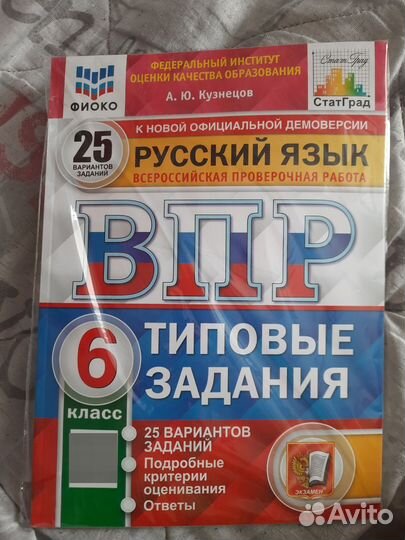 ФЕДЕРАЛЬНЫЙ ИНСТИТУТ
ОЦЕНКИ КАЧЕСТВА ОБРАЗОВАНИЯ
А. Ю. Кузнецов
ФИОКО
СтатГрад
СтатГрад
К НОВОЙ ОФИЦИАЛЬНОЙ ДЕМОВЕРСИИ
25
ВАРИАНТОВ
ЗАДАНИЙ
РУССКИЙ ЯЗЫК
ВСЕРОССИЙСКАЯ ПРОВЕРОЧНАЯ РАБОТА
ВПР
6
КЛАСС
ТИПОВЫЕ
ЗАДАНИЯ
25 ВАРИАНТОВ
ЗАДАНИЙ
Подробные
критерии
оценивания
Ответы
ЭКЗАМЕН
Avito